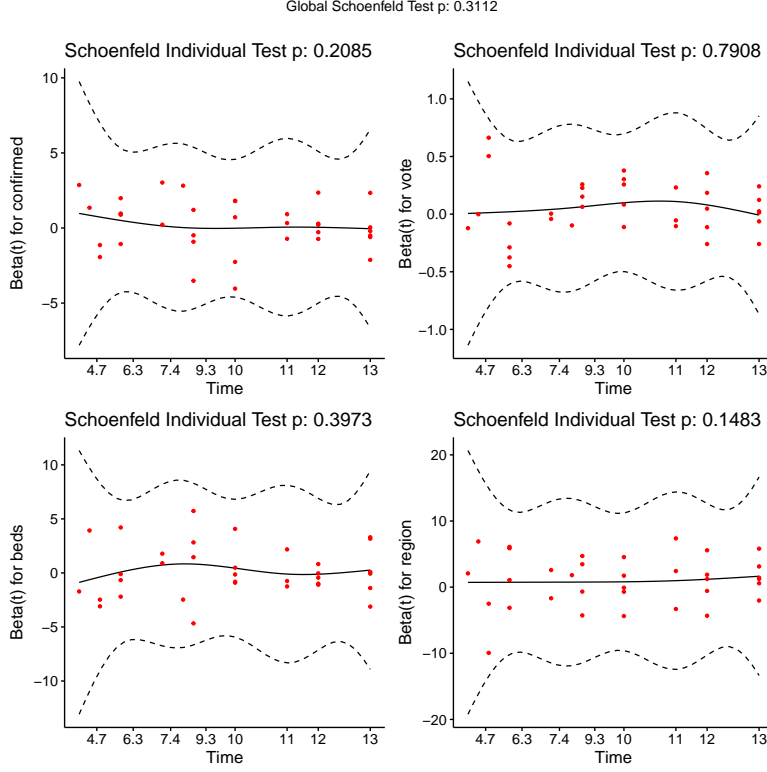 Global Schoenfeld Test p: 0.3112
Schoenfeld Individual Test p: 0.2085
Beta(t) for confirmed
10
5
0
−5
4.7 6.3 7.4 9.3 10 11 12 13
Time
Schoenfeld Individual Test p: 0.7908
Beta(t) for vote
1.0
0.5
0.0
−0.5
−1.0
4.7 6.3 7.4 9.3 10 11 12 13
Time
Schoenfeld Individual Test p: 0.3973
Beta(t) for beds
10
5
0
−5
−10
4.7 6.3 7.4 9.3 10 11 12 13
Time
Schoenfeld Individual Test p: 0.1483
Beta(t) for region
20
10
0
−10
−20
4.7 6.3 7.4 9.3 10 11 12 13
Time